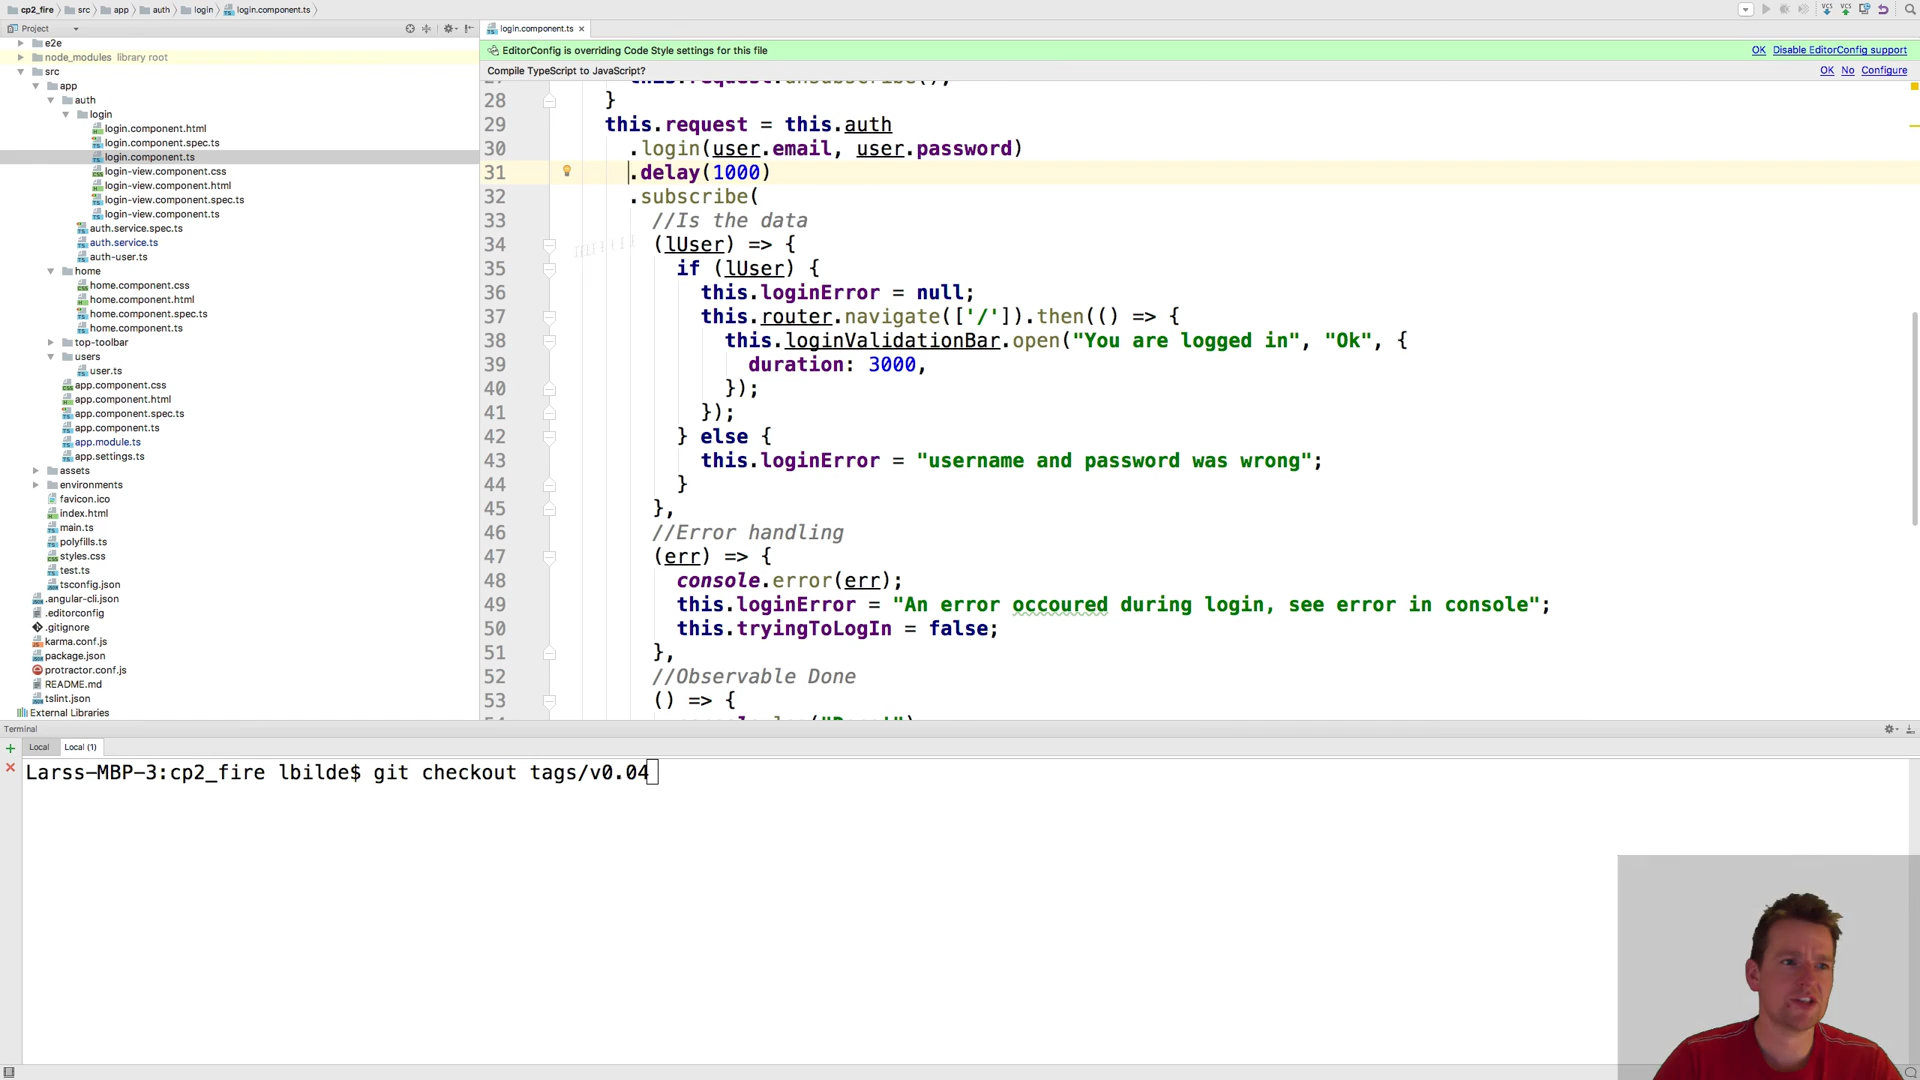 cp2_fire src app auth login login.component.ts
Project
login.component.ts
EditorConfig is overriding Code Style settings for this file OK Disable EditorConfig support
Compile TypeScript to JavaScript? OK No Configure
e2e
node_modules library root
src
app
auth
login
login.component.html
login.component.spec.ts
login.component.ts
login-view.component.css
login-view.component.html
login-view.component.spec.ts
login-view.component.ts
auth.service.spec.ts
auth.service.ts
auth-user.ts
home
home.component.css
home.component.html
home.component.spec.ts
home.component.ts
top-toolbar
users
user.ts
app.component.css
app.component.html
app.component.spec.ts
app.component.ts
app.module.ts
app.settings.ts
assets
environments
favicon.ico
index.html
main.ts
polyfills.ts
styles.css
test.ts
tsconfig.json
.angular-cli.json
.editorconfig
.gitignore
karma.conf.js
package.json
protractor.conf.js
README.md
tslint.json
External Libraries
28 }
29 this.request = this.auth
30 .login(user.email, user.password)
31 .delay(1000)
32 .subscribe(
33 //Is the data
34 (lUser) => {
35 if (lUser) {
36 this.loginError = null;
37 this.router.navigate(['/']).then(() => {
38 this.loginValidationBar.open("You are logged in", "Ok", {
39 duration: 3000,
40 });
41 });
42 } else {
43 this.loginError = "username and password was wrong";
44 }
45 },
46 //Error handling
47 (err) => {
48 console.error(err);
49 this.loginError = "An error occoured during login, see error in console";
50 this.tryingToLogIn = false;
51 },
52 //Observable Done
53 () => {
Terminal
Local Local (1)
Larss-MBP-3:cp2_fire lbilde$ git checkout tags/v0.04